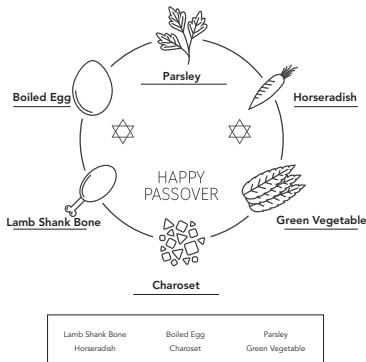 Parsley
Boiled Egg
Horseradish
HAPPY
PASSOVER
Lamb Shank Bone
Green Vegetable
Charoset
Lamb Shank Bone Boiled Egg Parsley
Horseradish Charoset Green Vegetable